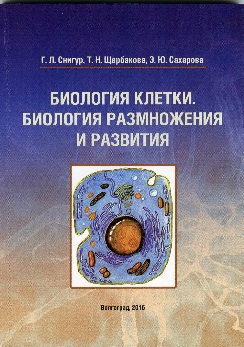 Г. Л. Снигур, Т. Н. Щербакова, Э. Ю. Сахарова
БИОЛОГИЯ КЛЕТКИ.
БИОЛОГИЯ РАЗМНОЖЕНИЯ
И РАЗВИТИЯ
Волгоград, 2016